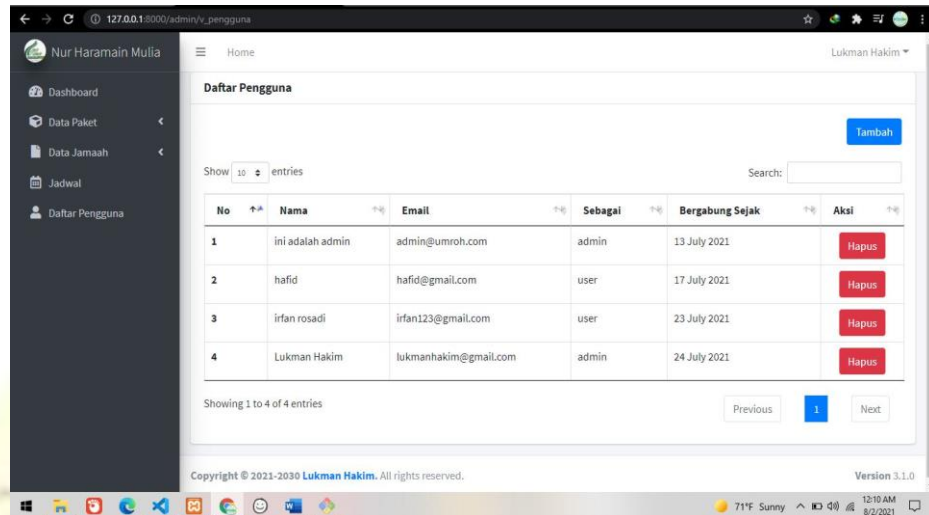 127.0.0.1:8000/admin/v_pengguna
Nur Haramain Mulia
Home
Lukman Hakim
Dashboard
Data Paket
Data Jamaah
Jadwal
Daftar Pengguna
Daftar Pengguna
Tambah
Show 10 entries
Search:
No Nama Email Sebagai Bergabung Sejak Aksi
1 ini adalah admin admin@umroh.com admin 13 July 2021 Hapus
2 hafid hafid@gmail.com user 17 July 2021 Hapus
3 irfan rosadi irfan123@gmail.com user 23 July 2021 Hapus
4 Lukman Hakim lukmanhakim@gmail.com admin 24 July 2021 Hapus
Showing 1 to 4 of 4 entries
Previous 1 Next
Copyright © 2021-2030 Lukman Hakim. All rights reserved.
Version 3.1.0
71°F Sunny
12:10 AM
8/2/2021